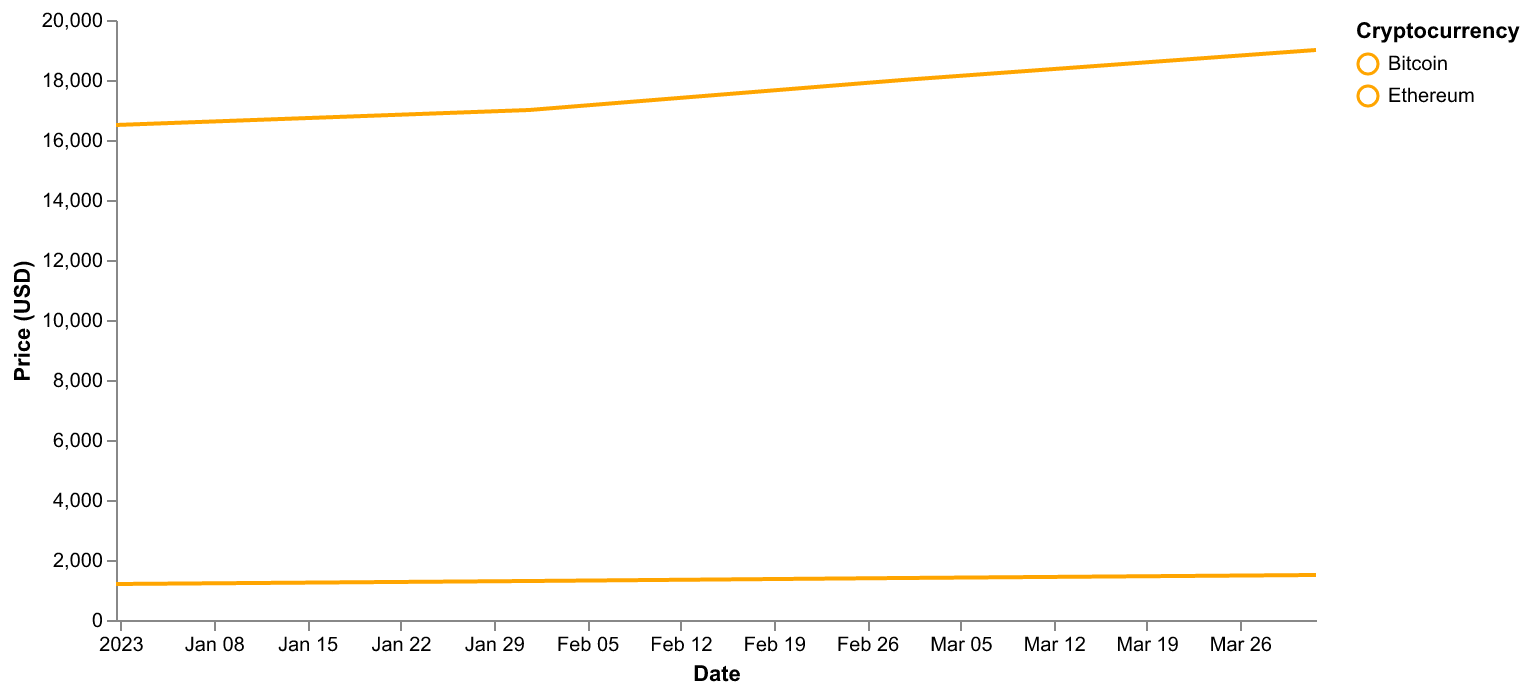 20,000
18,000
16,000
14,000
12,000
10,000
8,000
6,000
4,000
2,000
0
Price (USD)
2023 Jan 08 Jan 15 Jan 22 Jan 29 Feb 05 Feb 12 Feb 19 Feb 26 Mar 05 Mar 12 Mar 19 Mar 26
Date
Cryptocurrency
Bitcoin
Ethereum